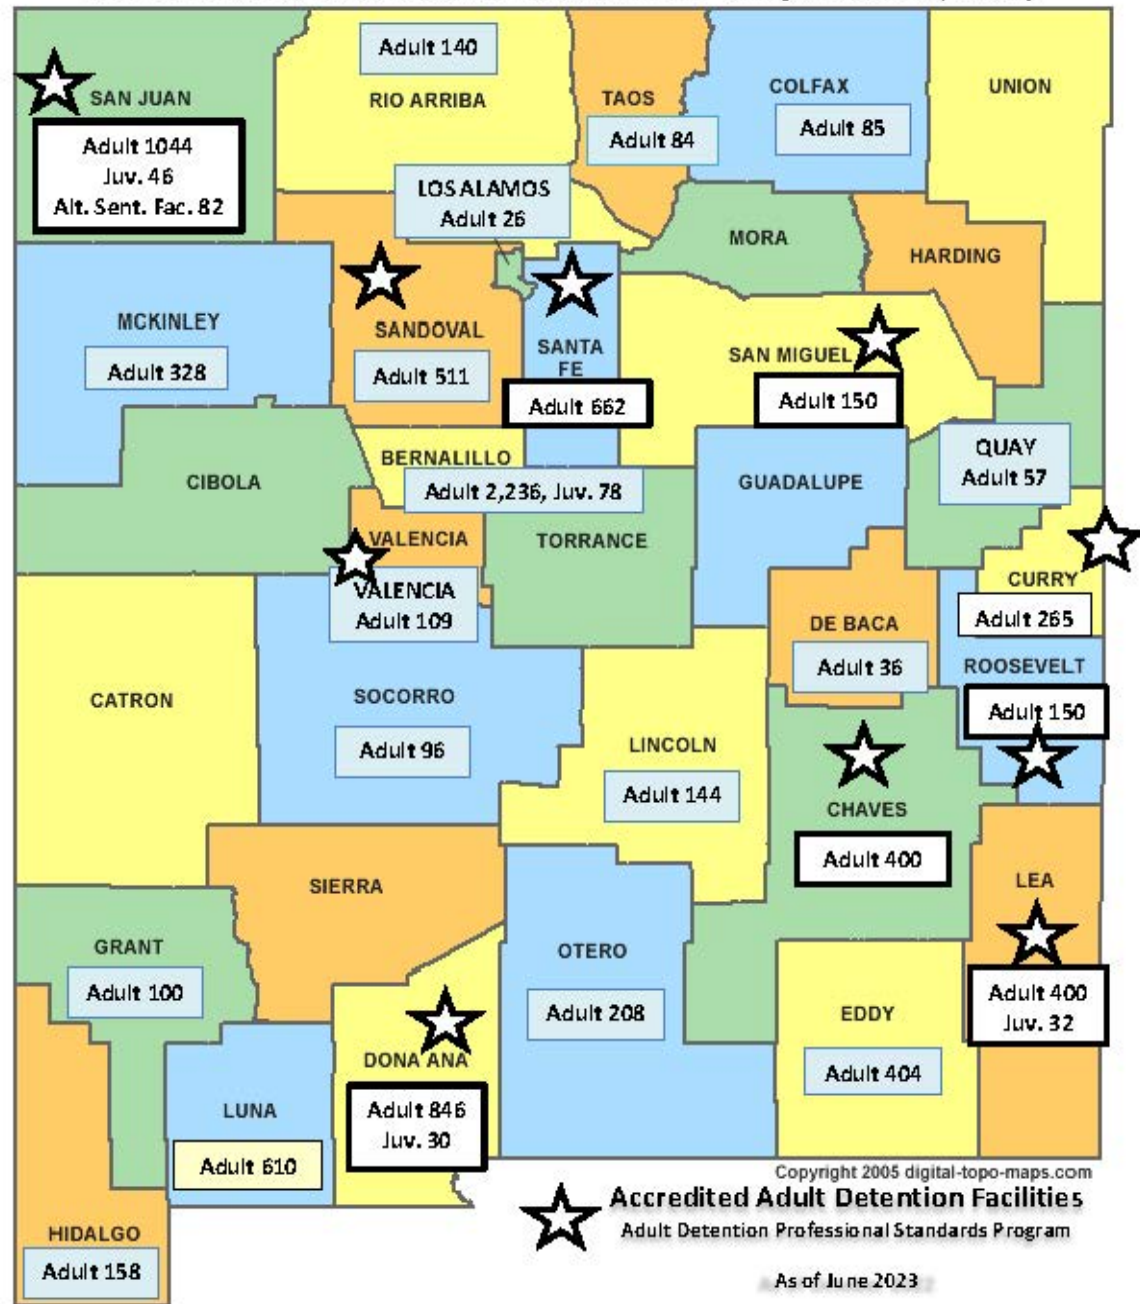 Adult 140
SAN JUAN
RIO ARRIBA
TAOS
COLFAX
UNION
Adult 1044
Juv. 46
Alt. Sent. Fac. 82
Adult 84
Adult 85
LOS ALAMOS
Adult 26
MORA
HARDING
MCKINLEY
Adult 328
SANDOVAL
Adult 511
SANTA
FE
Adult 662
SAN MIGUEL
Adult 150
CIBOLA
BERNALILLO
Adult 2,236, Juv. 78
GUADALUPE
QUAY
Adult 57
VALENCIA
TORRANCE
VALENCIA
Adult 109
CURRY
Adult 265
DE BACA
Adult 36
ROOSEVELT
Adult 150
CATRON
SOCORRO
Adult 96
LINCOLN
Adult 144
CHAVES
Adult 400
SIERRA
LEA
Adult 400
Juv. 32
GRANT
Adult 100
OTERO
Adult 208
EDDY
Adult 404
DONA ANA
Adult 846
Juv. 30
LUNA
Adult 610
HIDALGO
Adult 158
Copyright 2005 digital-topo-maps.com
Accredited Adult Detention Facilities
Adult Detention Professional Standards Program
As of June 2023